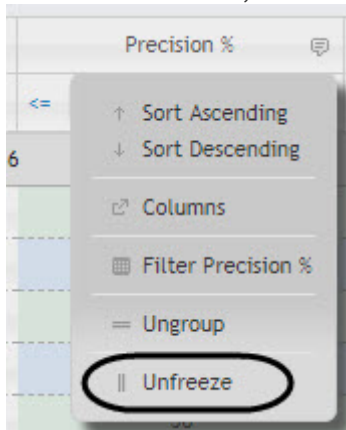 Precision %
<=
6
Sort Ascending
Sort Descending
Columns
Filter Precision %
Ungroup
Unfreeze